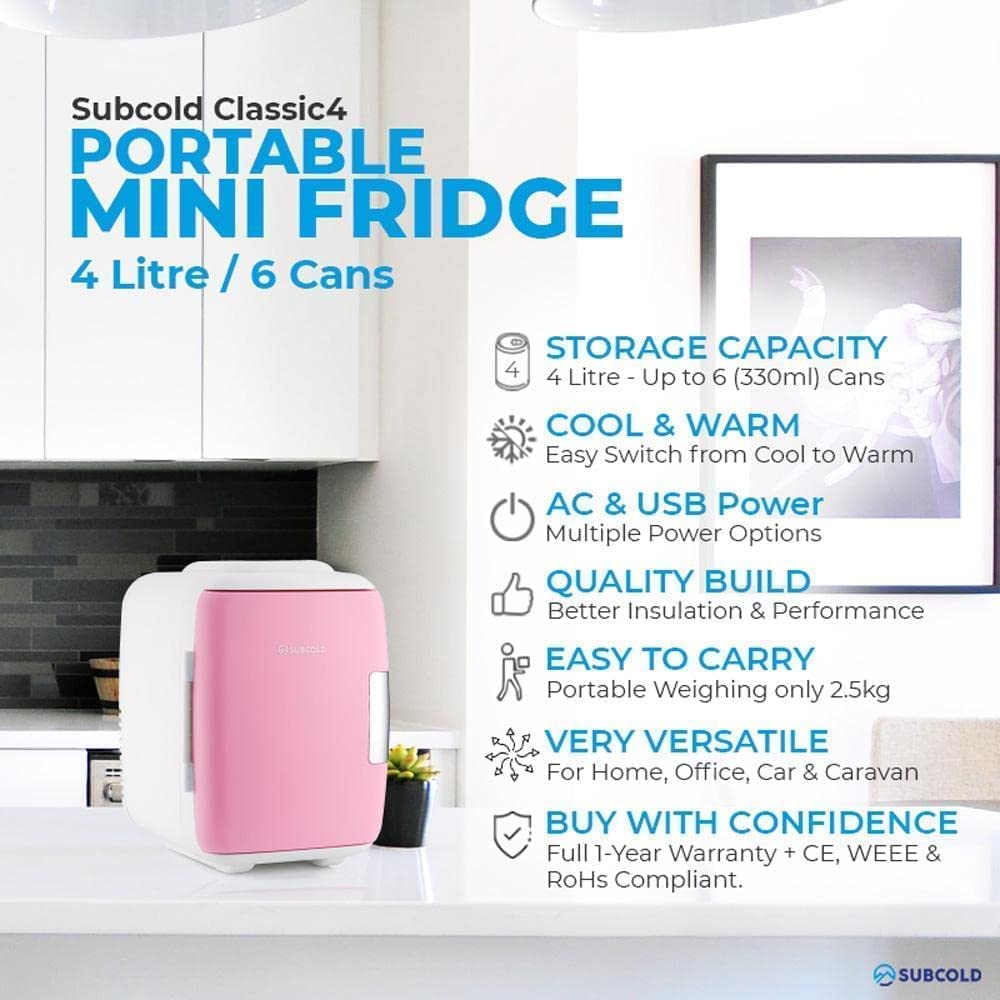 Subcold Classic4
PORTABLE
MINI FRIDGE
4 Litre / 6 Cans
4
STORAGE CAPACITY
4 Litre - Up to 6 (330ml) Cans
COOL & WARM
Easy Switch from Cool to Warm
AC & USB Power
Multiple Power Options
QUALITY BUILD
Better Insulation & Performance
EASY TO CARRY
Portable Weighing only 2.5kg
VERY VERSATILE
For Home, Office, Car & Caravan
BUY WITH CONFIDENCE
Full 1-Year Warranty + CE, WEEE &
RoHs Compliant.
SUBCOLD
SUBCOLD